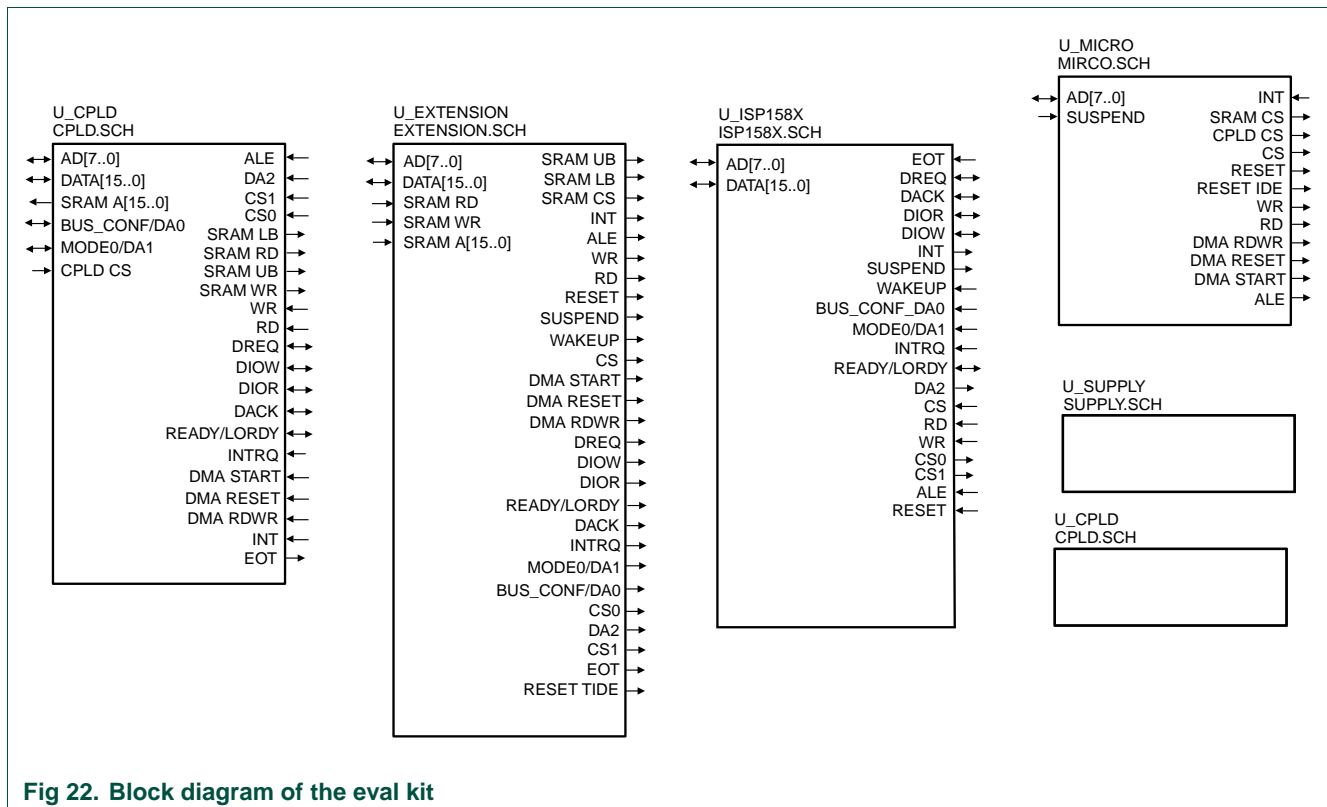 U_CPLD
CPLD.SCH
AD[7..0]
DATA[15..0]
SRAM A[15..0]
BUS_CONF/DA0
MODE0/DA1
CPLD CS
ALE
DA2
CS1
CS0
SRAM LB
SRAM RD
SRAM UB
SRAM WR
WR
RD
DREQ
DIOW
DIOR
DACK
READY/LORDY
INTRQ
DMA START
DMA RESET
DMA RDWR
INT
EOT
U_EXTENSION
EXTENSION.SCH
AD[7..0]
DATA[15..0]
SRAM RD
SRAM WR
SRAM A[15..0]
SRAM UB
SRAM LB
SRAM CS
INT
ALE
WR
RD
RESET
SUSPEND
WAKEUP
CS
DMA START
DMA RESET
DMA RDWR
DREQ
DIOW
DIOR
READY/LORDY
DACK
INTRQ
MODE0/DA1
BUS_CONF/DA0
CS0
DA2
CS1
EOT
RESET TIDE
U_ISP158X
ISP158X.SCH
AD[7..0]
DATA[15..0]
EOT
DREQ
DACK
DIOR
DIOW
INT
SUSPEND
WAKEUP
BUS_CONF_DA0
MODE0/DA1
INTRQ
READY/LORDY
DA2
CS
RD
WR
CS0
CS1
ALE
RESET
U_MICRO
MIRCO.SCH
AD[7..0]
SUSPEND
INT
SRAM CS
CPLD CS
CS
RESET
RESET IDE
WR
RD
DMA RDWR
DMA RESET
DMA START
ALE
U_SUPPLY
SUPPLY.SCH
U_CPLD
CPLD.SCH
Fig 22. Block diagram of the eval kit